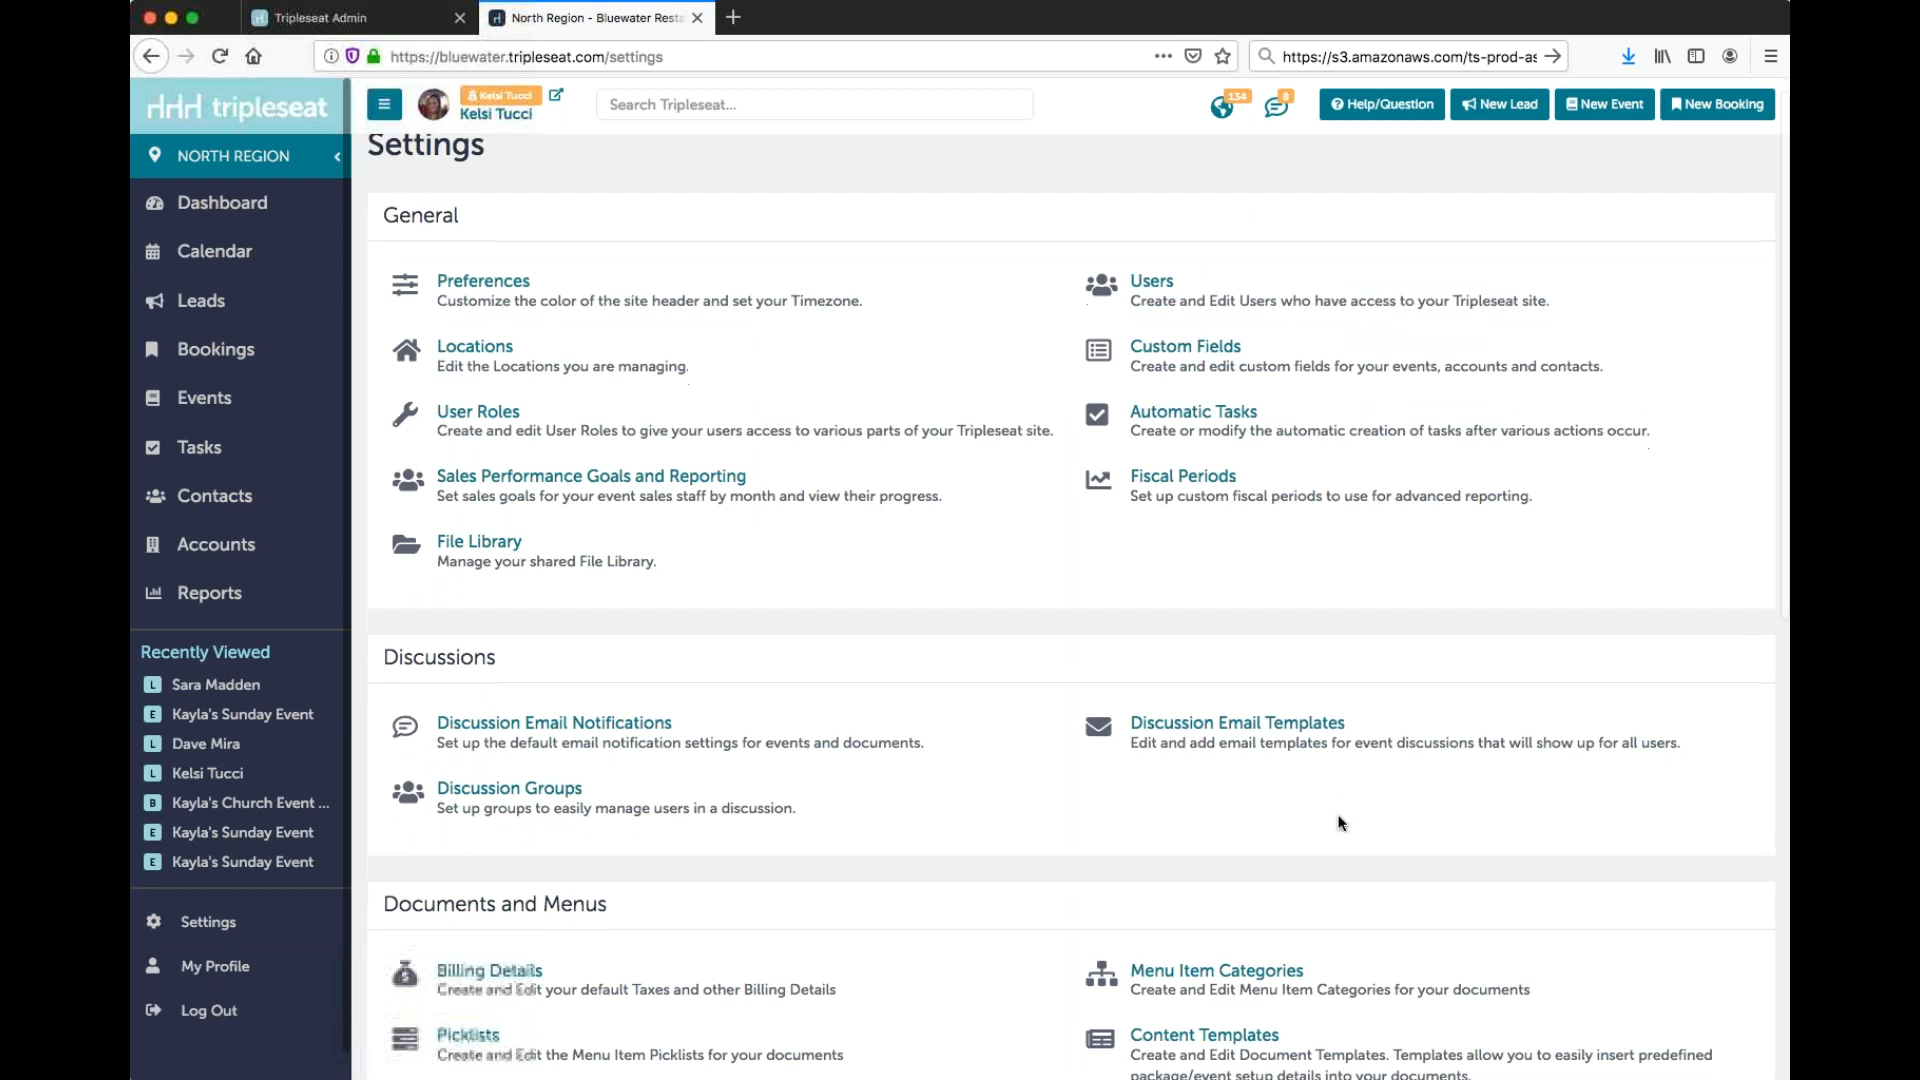 Tripleseat Admin
North Region - Bluewater Resta
https://bluewater.tripleseat.com/settings
https://s3.amazonaws.com/ts-prod-as
tripleseat
Kelsi Tucci
Kelsi Tucci
Search Tripleseat...
134
8
Help/Question
New Lead
New Event
New Booking
NORTH REGION
Dashboard
Calendar
Leads
Bookings
Events
Tasks
Contacts
Accounts
Reports
Recently Viewed
L Sara Madden
E Kayla's Sunday Event
L Dave Mira
L Kelsi Tucci
B Kayla's Church Event ...
E Kayla's Sunday Event
E Kayla's Sunday Event
Settings
My Profile
Log Out
Settings
General
Preferences
Customize the color of the site header and set your Timezone.
Users
Create and Edit Users who have access to your Tripleseat site.
Locations
Edit the Locations you are managing.
Custom Fields
Create and edit custom fields for your events, accounts and contacts.
User Roles
Create and edit User Roles to give your users access to various parts of your Tripleseat site.
Automatic Tasks
Create or modify the automatic creation of tasks after various actions occur.
Sales Performance Goals and Reporting
Set sales goals for your event sales staff by month and view their progress.
Fiscal Periods
Set up custom fiscal periods to use for advanced reporting.
File Library
Manage your shared File Library.
Discussions
Discussion Email Notifications
Set up the default email notification settings for events and documents.
Discussion Email Templates
Edit and add email templates for event discussions that will show up for all users.
Discussion Groups
Set up groups to easily manage users in a discussion.
Documents and Menus
Billing Details
Create and Edit your default Taxes and other Billing Details
Menu Item Categories
Create and Edit Menu Item Categories for your documents
Picklists
Create and Edit the Menu Item Picklists for your documents
Content Templates
Create and Edit Document Templates. Templates allow you to easily insert predefined
package/event setup details into your documents.